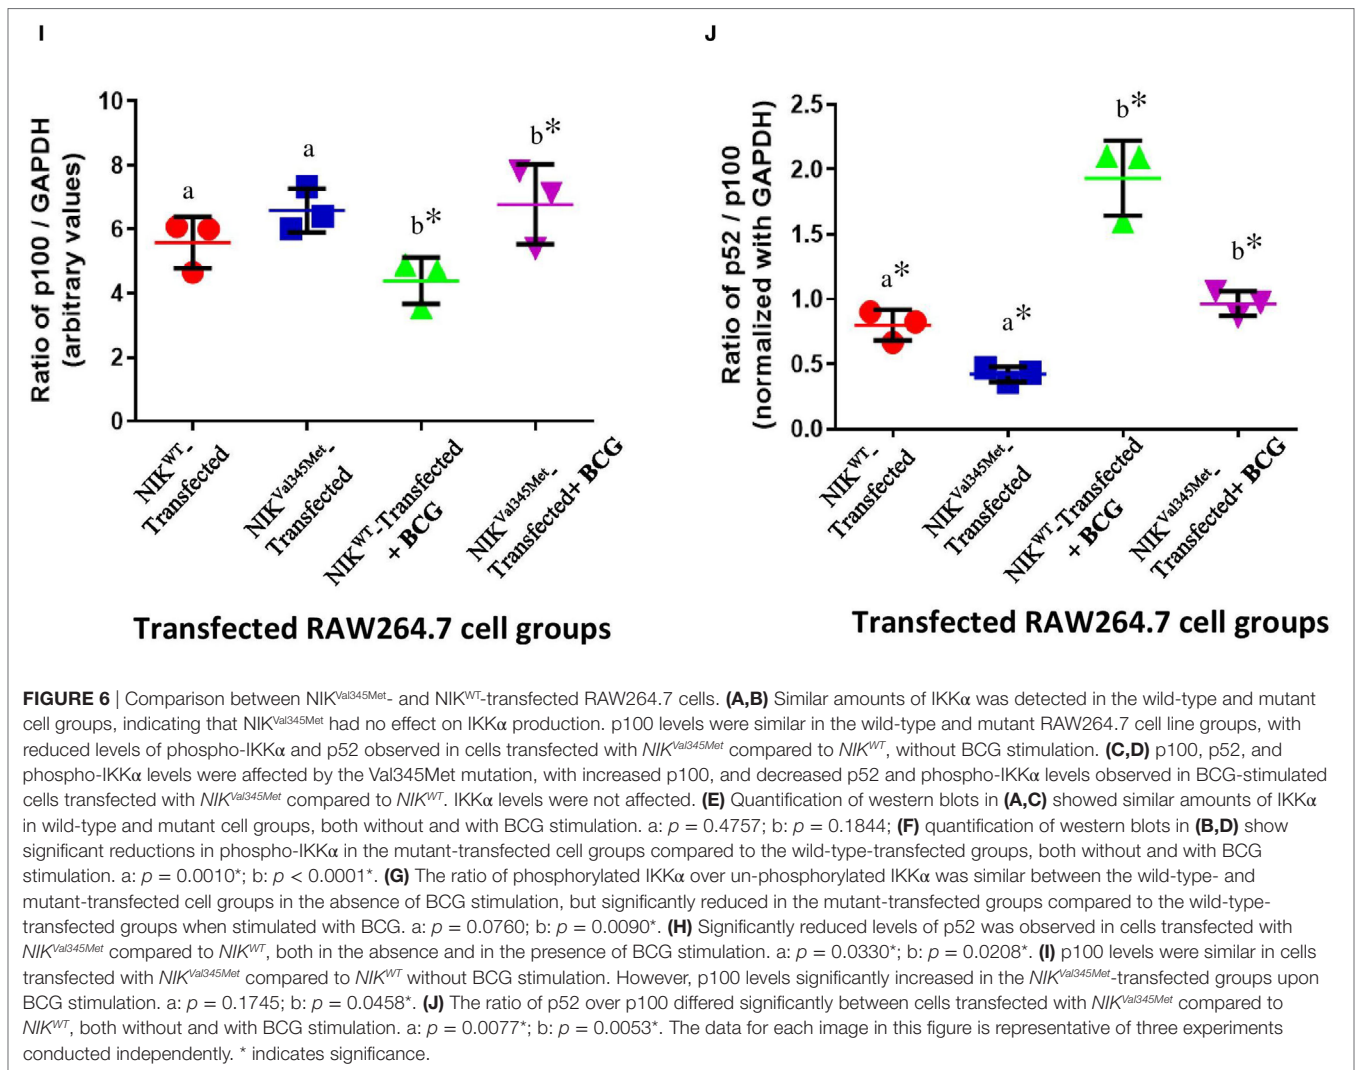 I
J
Ratio of p100 / GAPDH
(arbitrary values)
10
8
6
4
2
0
a
a
b*
b*
NIKWT-
Transfected
NIKVal345Met-
Transfected
NIKWT-Transfected
+ BCG
NIKVal345Met-
Transfected+ BCG
Transfected RAW264.7 cell groups
Ratio of p52 / p100
(normalized with GAPDH)
2.5
2.0
1.5
1.0
0.5
0.0
a*
a*
b*
b*
NIKWT-
Transfected
NIKVal345Met-
Transfected
NIKWT-Transfected
+ BCG
NIKVal345Met-
Transfected+ BCG
Transfected RAW264.7 cell groups
FIGURE 6 | Comparison between NIKVal345Met- and NIKWT-transfected RAW264.7 cells. (A,B) Similar amounts of IKKα was detected in the wild-type and mutant
cell groups, indicating that NIKVal345Met had no effect on IKKα production. p100 levels were similar in the wild-type and mutant RAW264.7 cell line groups, with
reduced levels of phospho-IKKα and p52 observed in cells transfected with NIKVal345Met compared to NIKWT, without BCG stimulation. (C,D) p100, p52, and
phospho-IKKα levels were affected by the Val345Met mutation, with increased p100, and decreased p52 and phospho-IKKα levels observed in BCG-stimulated
cells transfected with NIKVal345Met compared to NIKWT. IKKα levels were not affected. (E) Quantification of western blots in (A,C) showed similar amounts of IKKα
in wild-type and mutant cell groups, both without and with BCG stimulation. a: p = 0.4757; b: p = 0.1844; (F) quantification of western blots in (B,D) show
significant reductions in phospho-IKKα in the mutant-transfected cell groups compared to the wild-type-transfected groups, both without and with BCG
stimulation. a: p = 0.0010*; b: p < 0.0001*. (G) The ratio of phosphorylated IKKα over un-phosphorylated IKKα was similar between the wild-type- and
mutant-transfected cell groups in the absence of BCG stimulation, but significantly reduced in the mutant-transfected groups compared to the wild-type-
transfected groups when stimulated with BCG. a: p = 0.0760; b: p = 0.0090*. (H) Significantly reduced levels of p52 was observed in cells transfected with
NIKVal345Met compared to NIKWT, both in the absence and in the presence of BCG stimulation. a: p = 0.0330*; b: p = 0.0208*. (I) p100 levels were similar in cells
transfected with NIKVal345Met compared to NIKWT without BCG stimulation. However, p100 levels significantly increased in the NIKVal345Met-transfected groups upon
BCG stimulation. a: p = 0.1745; b: p = 0.0458*. (J) The ratio of p52 over p100 differed significantly between cells transfected with NIKVal345Met compared to
NIKWT, both without and with BCG stimulation. a: p = 0.0077*; b: p = 0.0053*. The data for each image in this figure is representative of three experiments
conducted independently. * indicates significance.